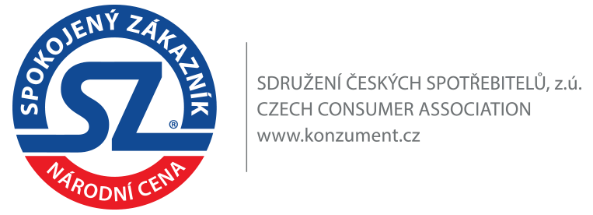 SPOKOJENÝ ZÁKAZNÍK
SZ®
NÁRODNÍ CENA
SDRUŽENÍ ČESKÝCH SPOTŘEBITELŮ, z.ú.
CZECH CONSUMER ASSOCIATION
www.konzument.cz